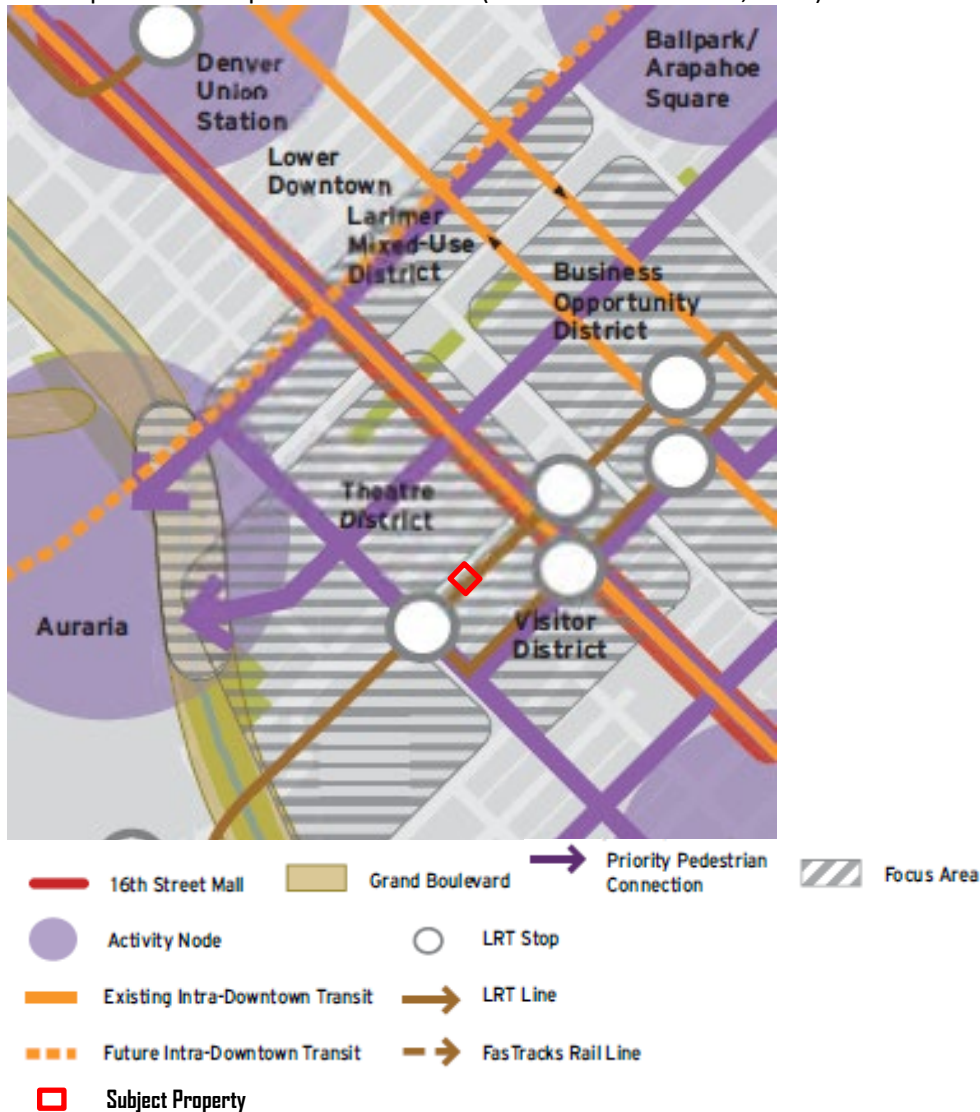 Denver
Union
Station
Ballpark/
Arapahoe
Square
Lower
Downtown
Larimer
Mixed-Use
District
Business
Opportunity
District
Theatre
District
Auraria
Visitor
District
16th Street Mall
Grand Boulevard
Priority Pedestrian
Connection
Focus Area
Activity Node
LRT Stop
Existing Intra-Downtown Transit
LRT Line
Future Intra-Downtown Transit
FasTracks Rail Line
Subject Property